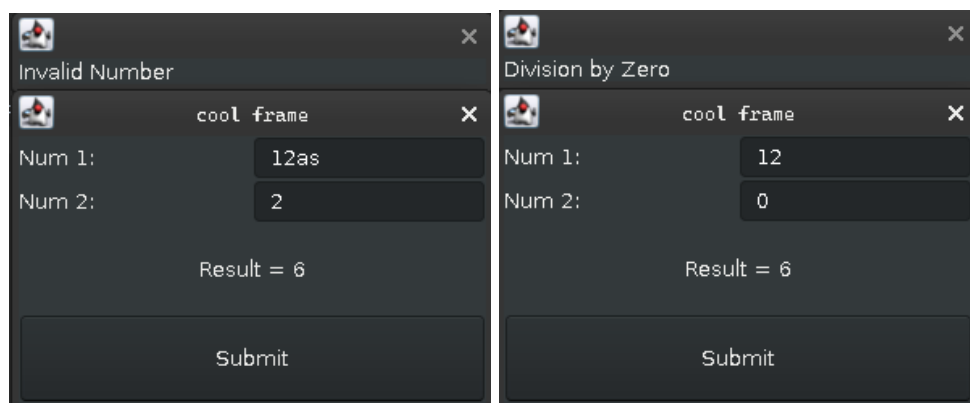 Invalid Number
cool frame
Num 1: 12as
Num 2: 2
Result = 6
Submit
Division by Zero
cool frame
Num 1: 12
Num 2: 0
Result = 6
Submit